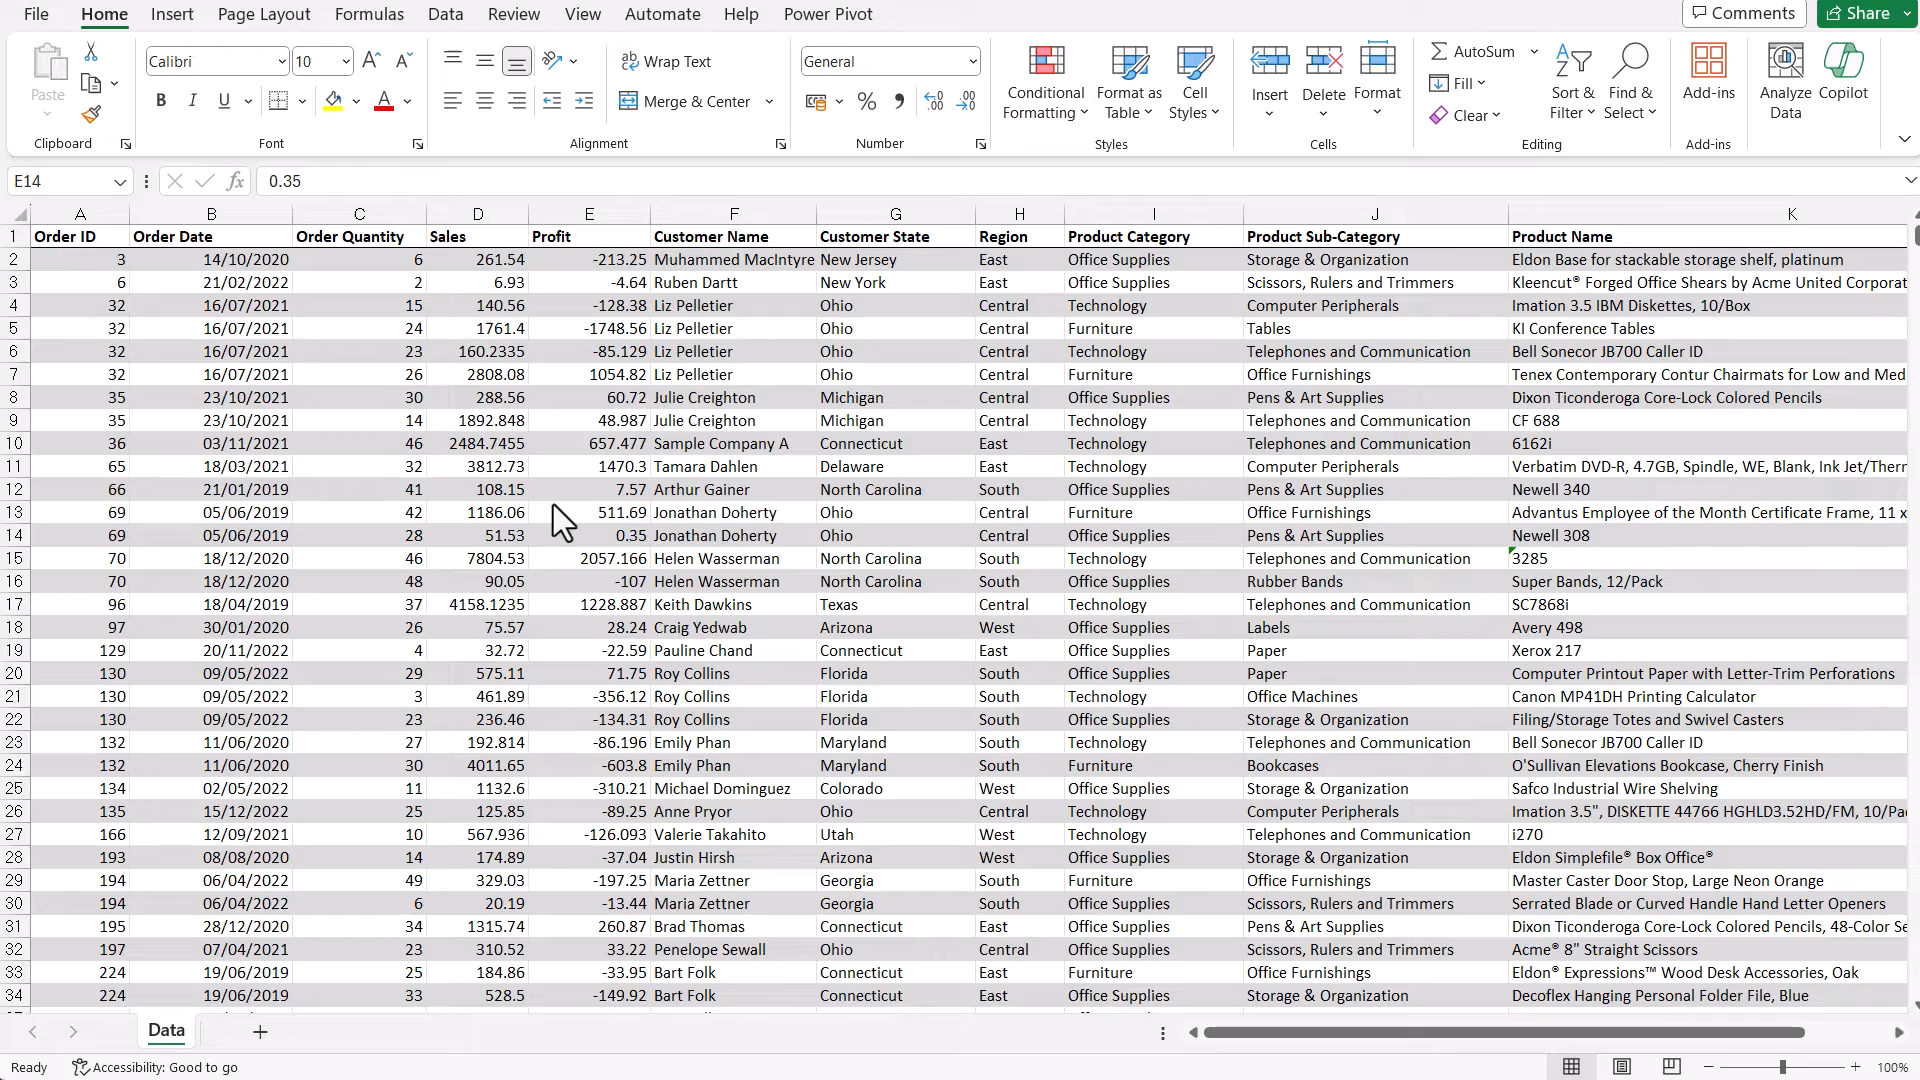 File Home Insert Page Layout Formulas Data Review View Automate Help Power Pivot Comments Share
Calibri 10 Wrap Text General AutoSum
Paste Merge & Center Conditional Formatting Format as Table Cell Styles Insert Delete Format Fill Clear Sort & Filter Find & Select Add-ins Analyze Data Copilot
Clipboard Font Alignment Number Styles Cells Editing Add-ins
E14 fx 0.35
A B C D E F G H I J K
1 Order ID Order Date Order Quantity Sales Profit Customer Name Customer State Region Product Category Product Sub-Category Product Name
2 3 14/10/2020 6 261.54 -213.25 Muhammed MacIntyre New Jersey East Office Supplies Storage & Organization Eldon Base for stackable storage shelf, platinum
3 6 21/02/2022 2 6.93 -4.64 Ruben Dartt New York East Office Supplies Scissors, Rulers and Trimmers Kleencut® Forged Office Shears by Acme United Corporat
4 32 16/07/2021 15 140.56 -128.38 Liz Pelletier Ohio Central Technology Computer Peripherals Imation 3.5 IBM Diskettes, 10/Box
5 32 16/07/2021 24 1761.4 -1748.56 Liz Pelletier Ohio Central Furniture Tables KI Conference Tables
6 32 16/07/2021 23 160.2335 -85.129 Liz Pelletier Ohio Central Technology Telephones and Communication Bell Sonecor JB700 Caller ID
7 32 16/07/2021 26 2808.08 1054.82 Liz Pelletier Ohio Central Furniture Office Furnishings Tenex Contemporary Contur Chairmats for Low and Med
8 35 23/10/2021 30 288.56 60.72 Julie Creighton Michigan Central Office Supplies Pens & Art Supplies Dixon Ticonderoga Core-Lock Colored Pencils
9 35 23/10/2021 14 1892.848 48.987 Julie Creighton Michigan Central Technology Telephones and Communication CF 688
10 36 03/11/2021 46 2484.7455 657.477 Sample Company A Connecticut East Technology Telephones and Communication 6162i
11 65 18/03/2021 32 3812.73 1470.3 Tamara Dahlen Delaware East Technology Computer Peripherals Verbatim DVD-R, 4.7GB, Spindle, WE, Blank, Ink Jet/Therm
12 66 21/01/2019 41 108.15 7.57 Arthur Gainer North Carolina South Office Supplies Pens & Art Supplies Newell 340
13 69 05/06/2019 42 1186.06 511.69 Jonathan Doherty Ohio Central Furniture Office Furnishings Advantus Employee of the Month Certificate Frame, 11 x
14 69 05/06/2019 28 51.53 0.35 Jonathan Doherty Ohio Central Office Supplies Pens & Art Supplies Newell 308
15 70 18/12/2020 46 7804.53 2057.166 Helen Wasserman North Carolina South Technology Telephones and Communication 3285
16 70 18/12/2020 48 90.05 -107 Helen Wasserman North Carolina South Office Supplies Rubber Bands Super Bands, 12/Pack
17 96 18/04/2019 37 4158.1235 1228.887 Keith Dawkins Texas Central Technology Telephones and Communication SC7868i
18 97 30/01/2020 26 75.57 28.24 Craig Yedwab Arizona West Office Supplies Labels Avery 498
19 129 20/11/2022 4 32.72 -22.59 Pauline Chand Connecticut East Office Supplies Paper Xerox 217
20 130 09/05/2022 29 575.11 71.75 Roy Collins Florida South Office Supplies Paper Computer Printout Paper with Letter-Trim Perforations
21 130 09/05/2022 3 461.89 -356.12 Roy Collins Florida South Technology Office Machines Canon MP41DH Printing Calculator
22 130 09/05/2022 23 236.46 -134.31 Roy Collins Florida South Office Supplies Storage & Organization Filing/Storage Totes and Swivel Casters
23 132 11/06/2020 27 192.814 -86.196 Emily Phan Maryland South Technology Telephones and Communication Bell Sonecor JB700 Caller ID
24 132 11/06/2020 30 4011.65 -603.8 Emily Phan Maryland South Furniture Bookcases O'Sullivan Elevations Bookcase, Cherry Finish
25 134 02/05/2022 11 1132.6 -310.21 Michael Dominguez Colorado West Office Supplies Storage & Organization Safco Industrial Wire Shelving
26 135 15/12/2022 25 125.85 -89.25 Anne Pryor Ohio Central Technology Computer Peripherals Imation 3.5", DISKETTE 44766 HGHLD3.52HD/FM, 10/Pa
27 166 12/09/2021 10 567.936 -126.093 Valerie Takahito Utah West Technology Telephones and Communication i270
28 193 08/08/2020 14 174.89 -37.04 Justin Hirsh Arizona West Office Supplies Storage & Organization Eldon Simplefile® Box Office®
29 194 06/04/2022 49 329.03 -197.25 Maria Zettner Georgia South Furniture Office Furnishings Master Caster Door Stop, Large Neon Orange
30 194 06/04/2022 6 20.19 -13.44 Maria Zettner Georgia South Office Supplies Scissors, Rulers and Trimmers Serrated Blade or Curved Handle Hand Letter Openers
31 195 28/12/2020 34 1315.74 260.87 Brad Thomas Connecticut East Office Supplies Pens & Art Supplies Dixon Ticonderoga Core-Lock Colored Pencils, 48-Color Se
32 197 07/04/2021 23 310.52 33.22 Penelope Sewall Ohio Central Office Supplies Scissors, Rulers and Trimmers Acme® 8" Straight Scissors
33 224 19/06/2019 25 184.86 -33.95 Bart Folk Connecticut East Furniture Office Furnishings Eldon® Expressions™ Wood Desk Accessories, Oak
34 224 19/06/2019 33 528.5 -149.92 Bart Folk Connecticut East Office Supplies Storage & Organization Decoflex Hanging Personal Folder File, Blue
Data
Ready Accessibility: Good to go 100%